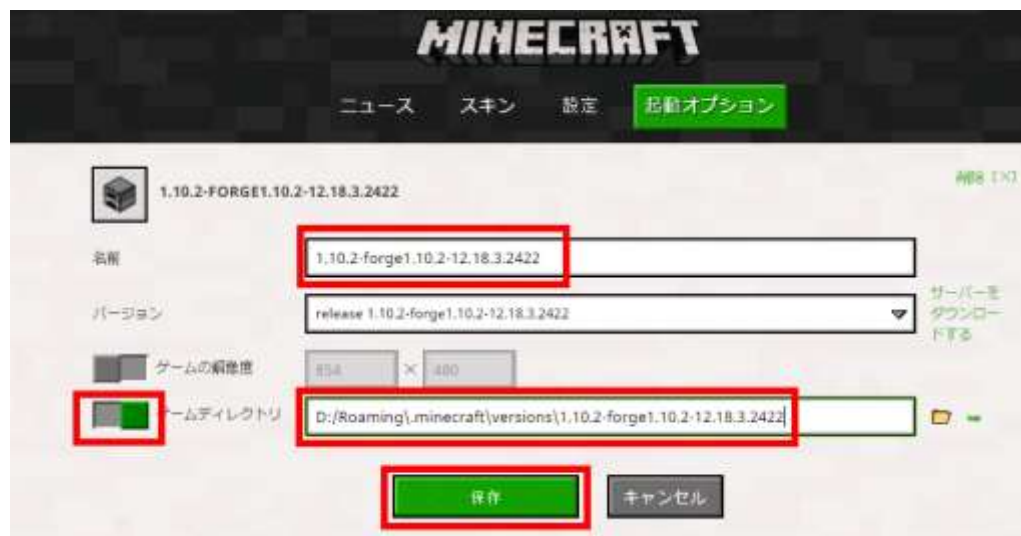 MINECRAFT
ニュース スキン 設定 起動オプション
1.10.2-FORGE1.10.2-12.18.3.2422
削除 [X]
名前
1.10.2-forge1.10.2-12.18.3.2422
バージョン
release 1.10.2-forge1.10.2-12.18.3.2422
サーバーを
ダウンロー
ドする
ゲームの解像度
854 × 480
ゲームディレクトリ
D:/Roaming\.minecraft\versions\1.10.2-forge1.10.2-12.18.3.2422
保存 キャンセル